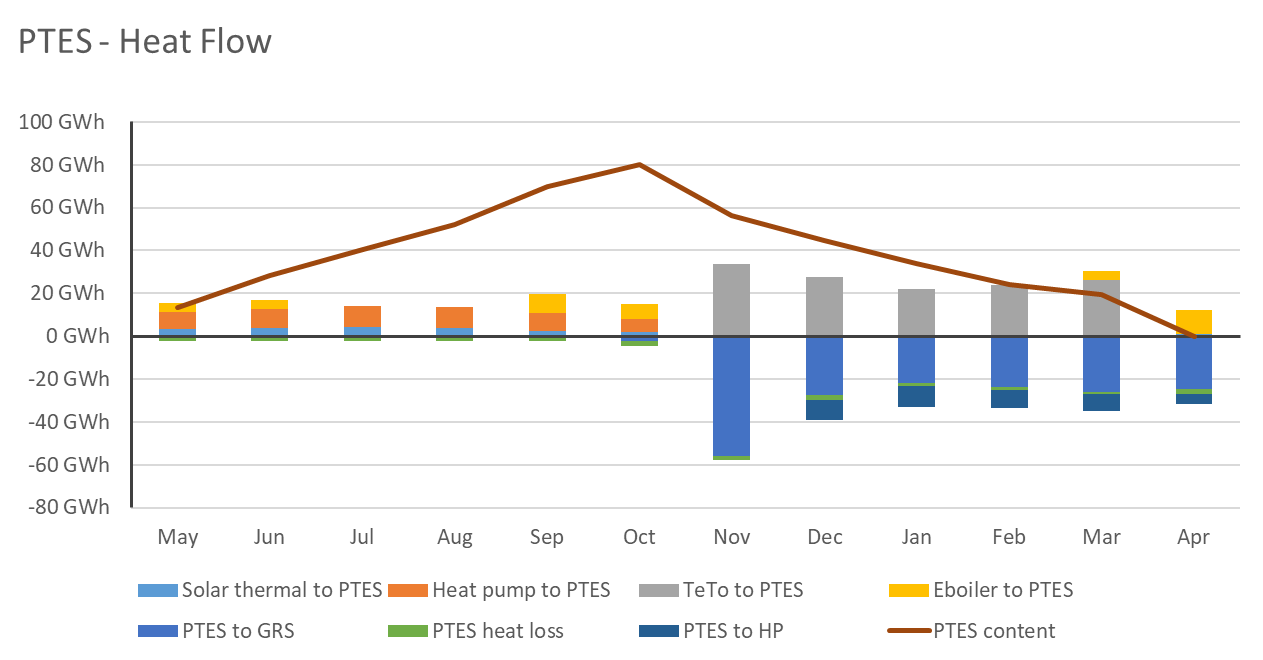 PTES - Heat Flow
100 GWh
80 GWh
60 GWh
40 GWh
20 GWh
0 GWh
-20 GWh
-40 GWh
-60 GWh
-80 GWh
May Jun Jul Aug Sep Oct Nov Dec Jan Feb Mar Apr
Solar thermal to PTES Heat pump to PTES TeTo to PTES Eboiler to PTES
PTES to GRS PTES heat loss PTES to HP PTES content